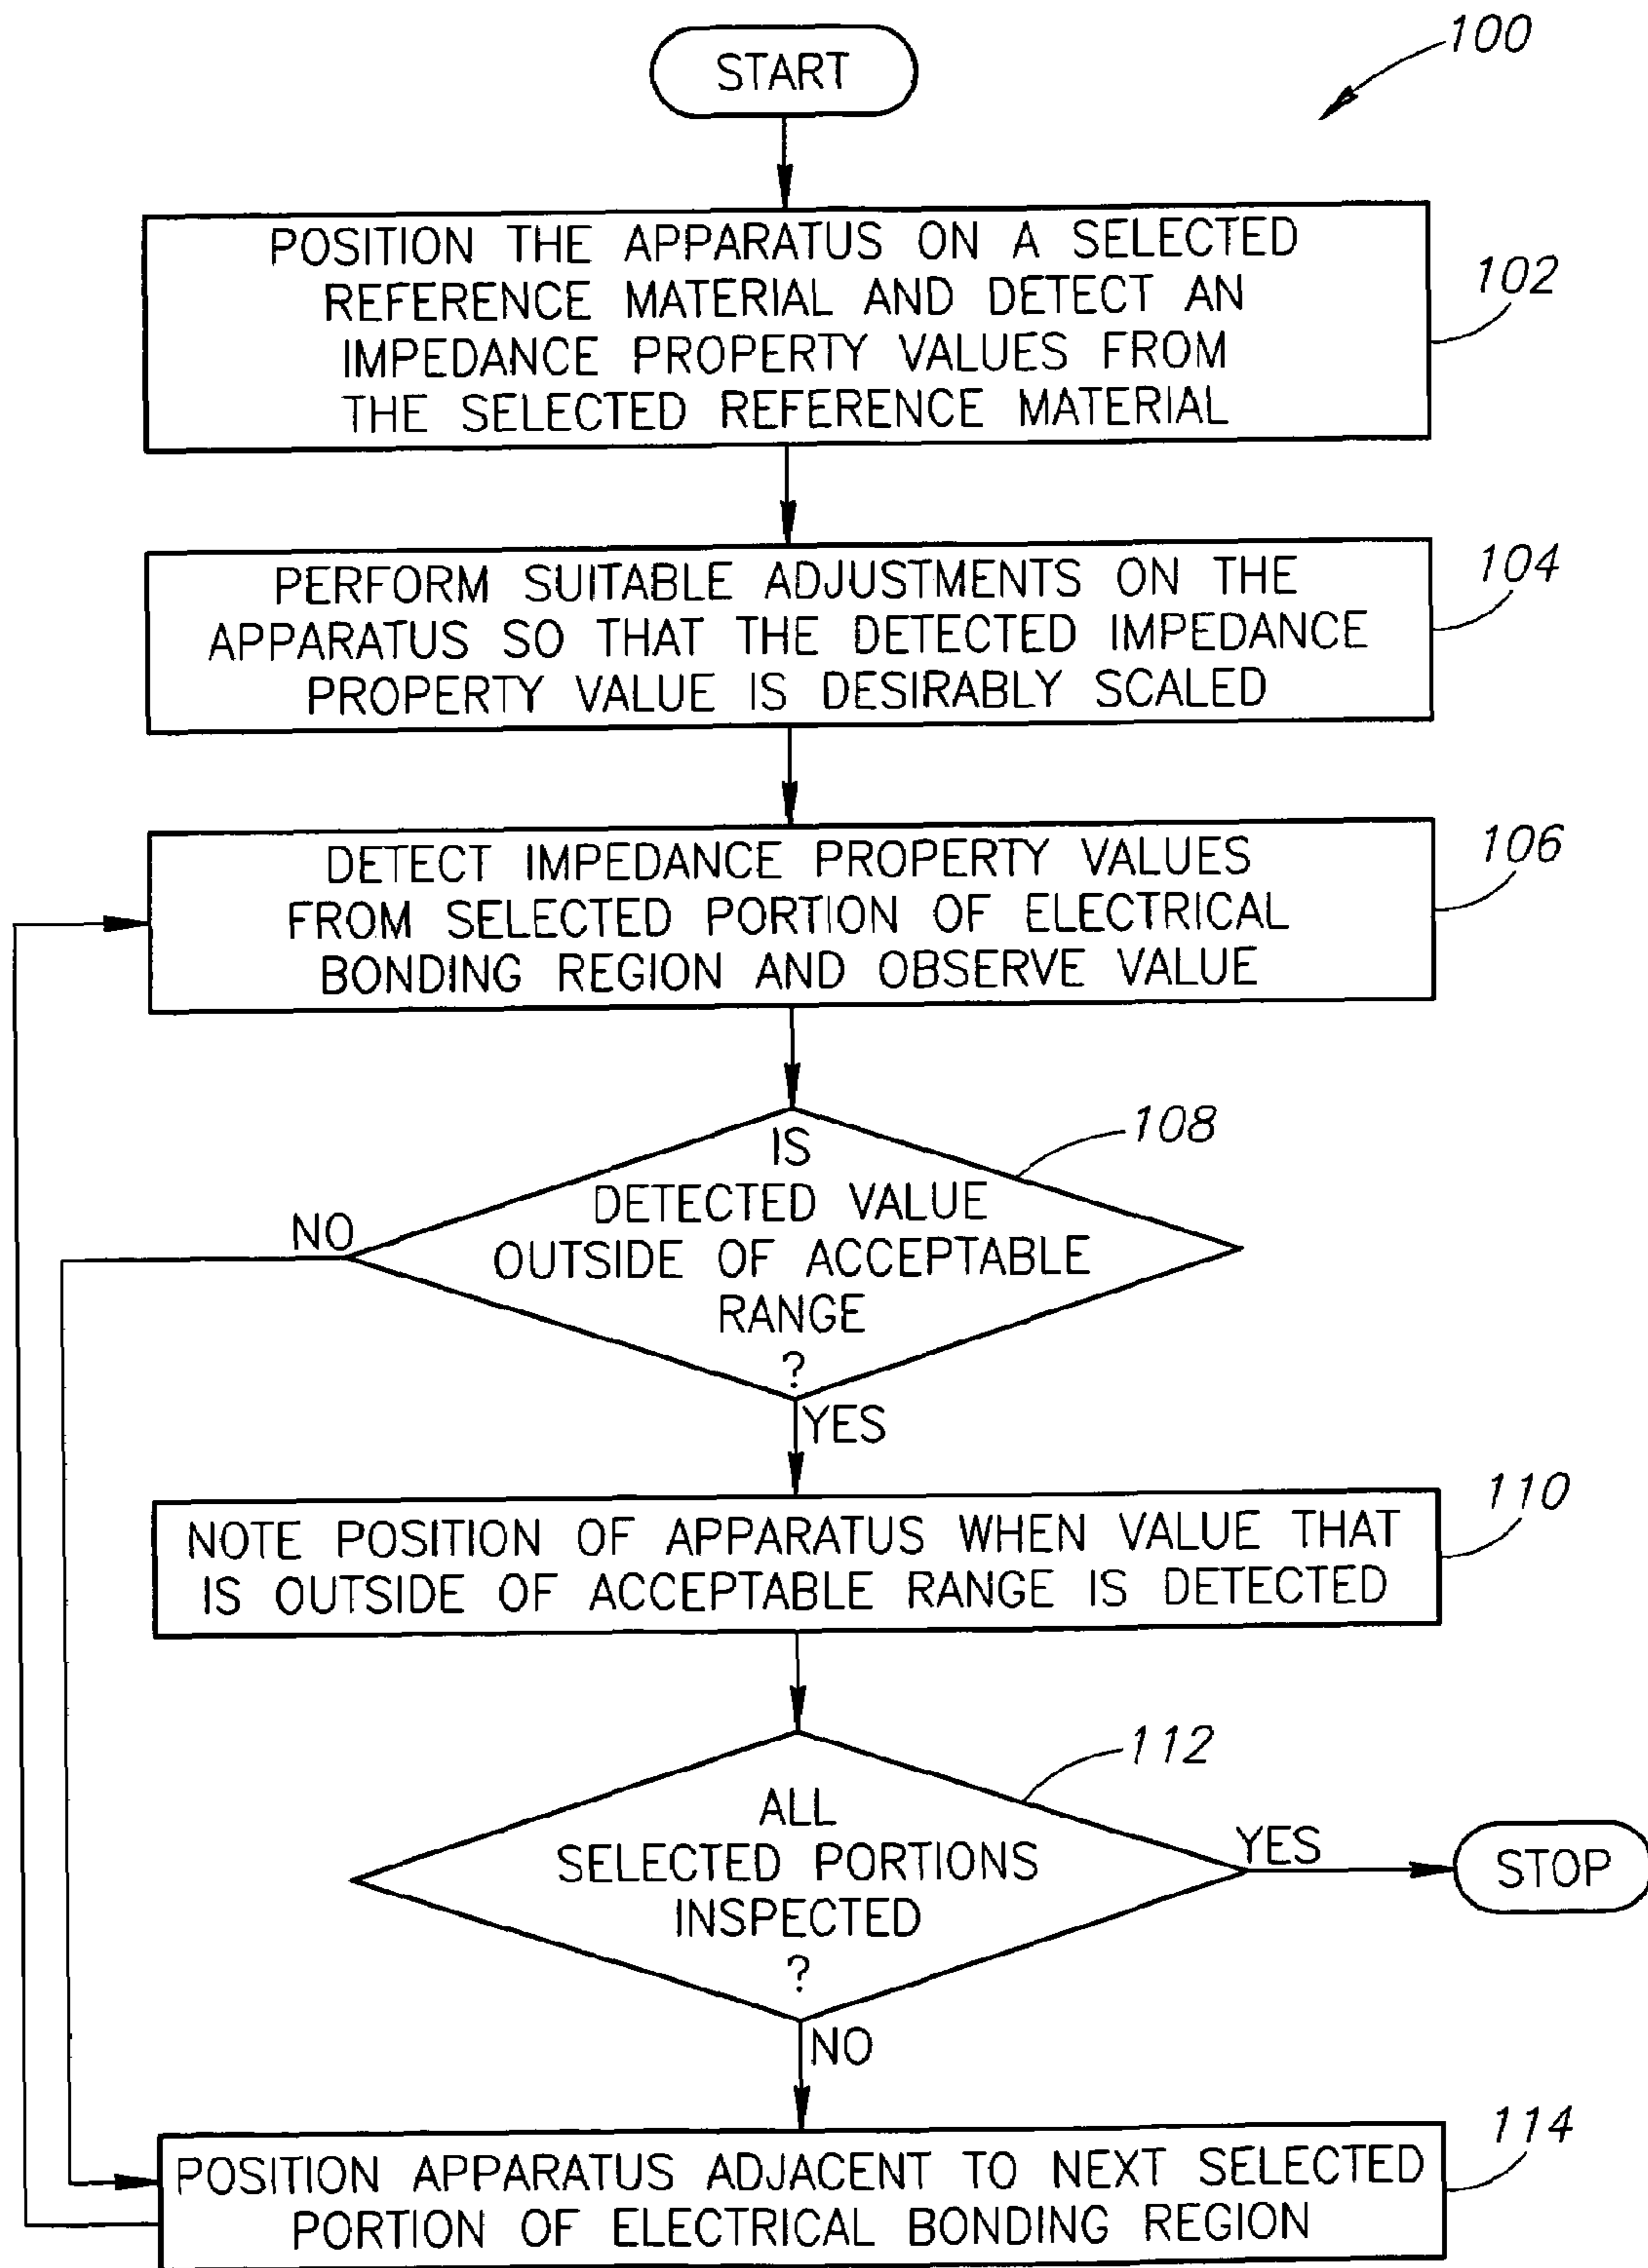 100
START
POSITION THE APPARATUS ON A SELECTED
REFERENCE MATERIAL AND DETECT AN
IMPEDANCE PROPERTY VALUES FROM
THE SELECTED REFERENCE MATERIAL
102
PERFORM SUITABLE ADJUSTMENTS ON THE
APPARATUS SO THAT THE DETECTED IMPEDANCE
PROPERTY VALUE IS DESIRABLY SCALED
104
DETECT IMPEDANCE PROPERTY VALUES
FROM SELECTED PORTION OF ELECTRICAL
BONDING REGION AND OBSERVE VALUE
106
IS
DETECTED VALUE
OUTSIDE OF ACCEPTABLE
RANGE
?
108
NO
YES
NOTE POSITION OF APPARATUS WHEN VALUE THAT
IS OUTSIDE OF ACCEPTABLE RANGE IS DETECTED
110
ALL
SELECTED PORTIONS
INSPECTED
?
112
YES
STOP
NO
POSITION APPARATUS ADJACENT TO NEXT SELECTED
PORTION OF ELECTRICAL BONDING REGION
114